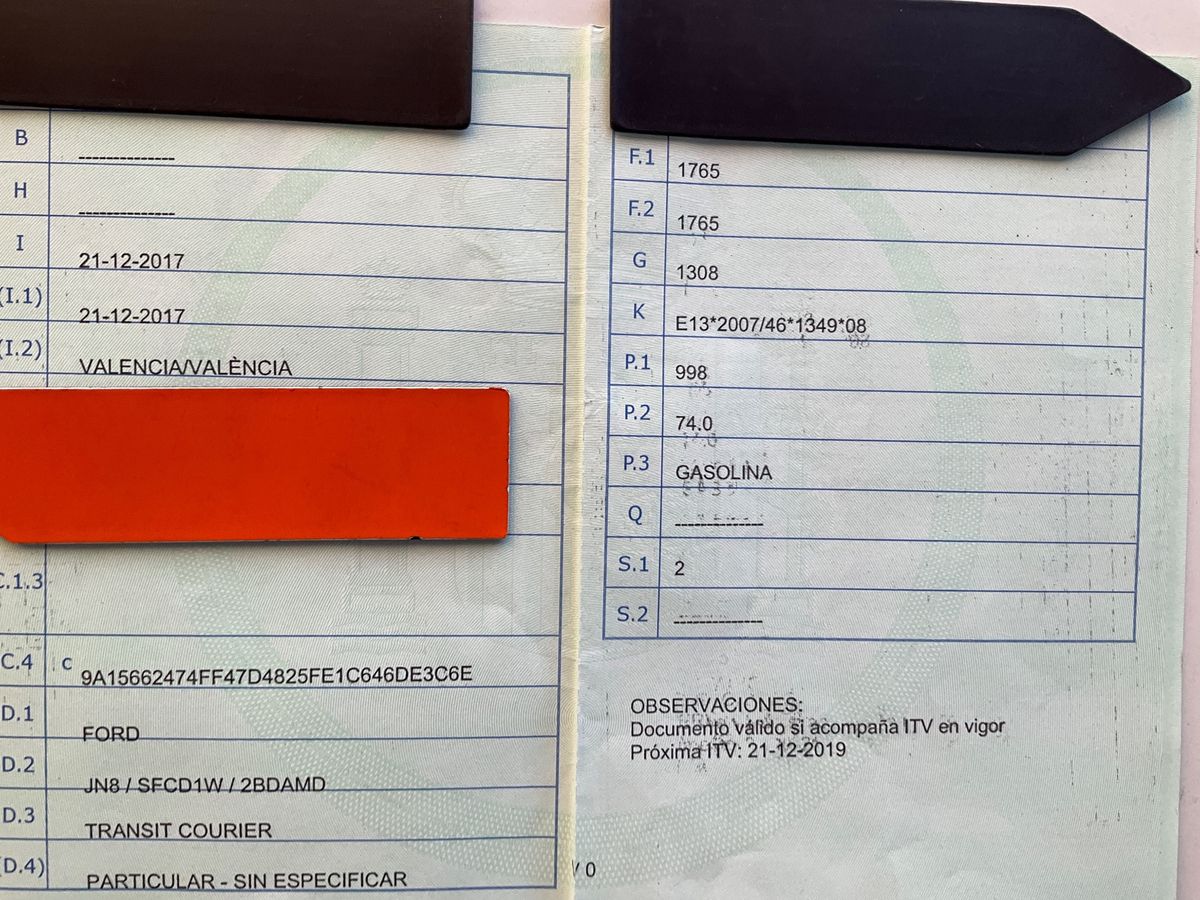 B --------------
H --------------
I 21-12-2017
(I.1) 21-12-2017
(I.2) VALENCIA/VALÈNCIA
C.1.3
C.4 c 9A15662474FF47D4825FE1C646DE3C6E
D.1 FORD
D.2 JN8 / SFCD1W / 2BDAMD
D.3 TRANSIT COURIER
(D.4) PARTICULAR - SIN ESPECIFICAR
F.1 1765
F.2 1765
G 1308
K E13*2007/46*1349*08
P.1 998
P.2 74.0
P.3 GASOLINA
Q -------------
S.1 2
S.2 -------------
OBSERVACIONES:
Documento válido si acompaña ITV en vigor
Próxima ITV: 21-12-2019
/ 0